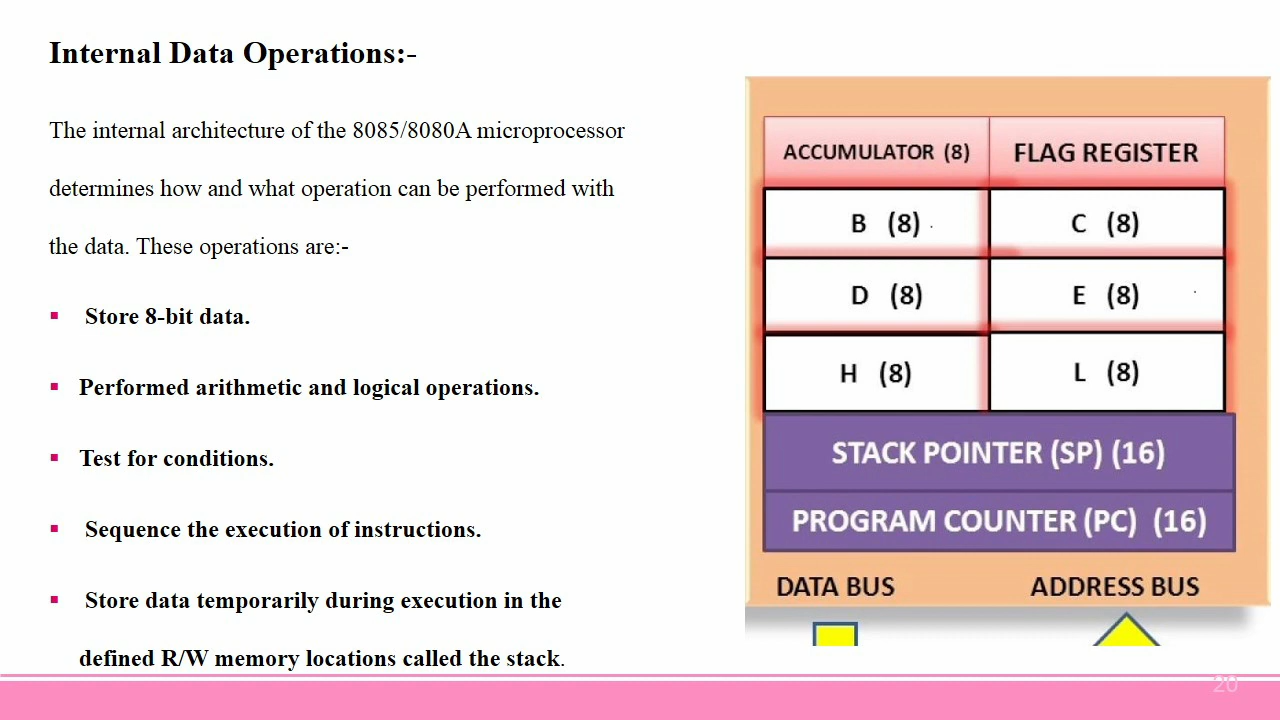 Internal Data Operations:-
The internal architecture of the 8085/8080A microprocessor
determines how and what operation can be performed with
the data. These operations are:-
Store 8-bit data.
Performed arithmetic and logical operations.
Test for conditions.
Sequence the execution of instructions.
Store data temporarily during execution in the
defined R/W memory locations called the stack.
ACCUMULATOR (8) FLAG REGISTER
B (8) C (8)
D (8) E (8)
H (8) L (8)
STACK POINTER (SP) (16)
PROGRAM COUNTER (PC) (16)
DATA BUS ADDRESS BUS
20